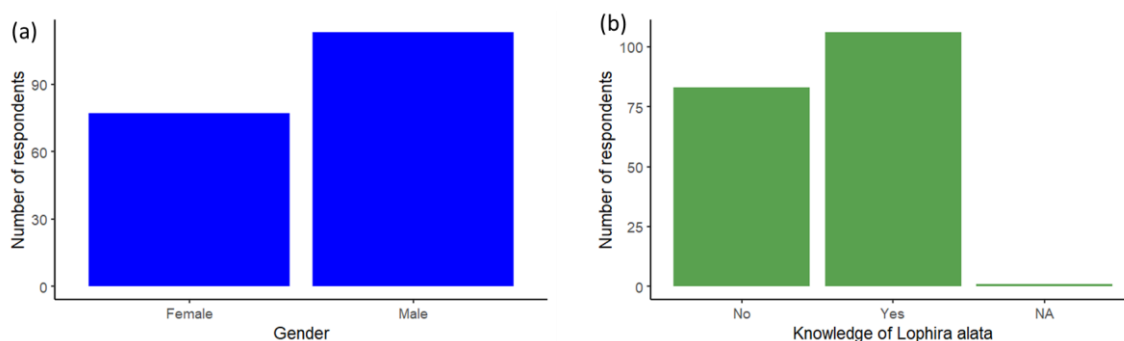 (a)
Number of respondents
90
60
30
0
Female Male
Gender
(b)
Number of respondents
100
75
50
25
0
No Yes NA
Knowledge of Lophira alata